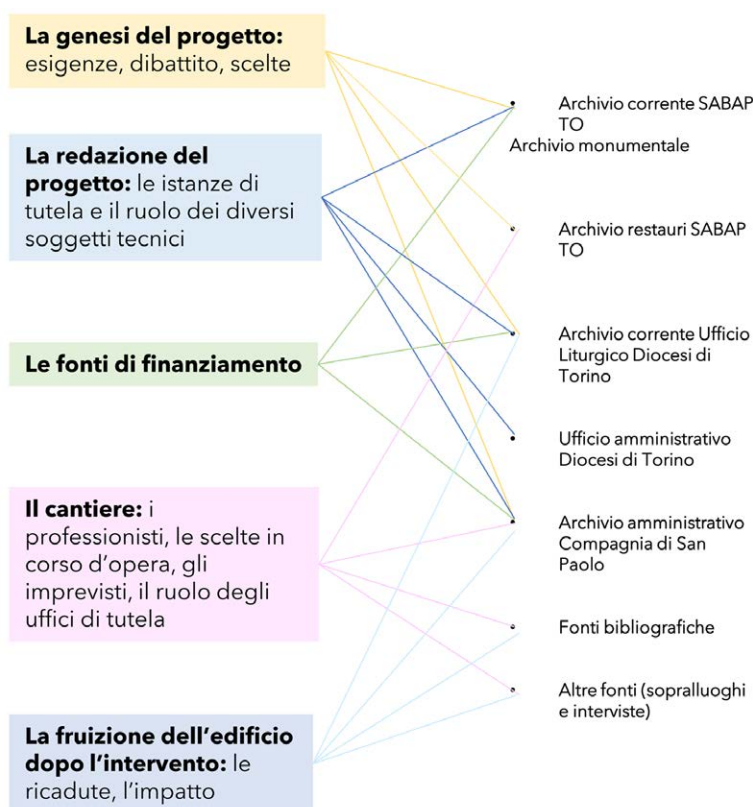 La genesi del progetto:
esigenze, dibattito, scelte
La redazione del
progetto: le istanze di
tutela e il ruolo dei diversi
soggetti tecnici
Le fonti di finanziamento
Il cantiere: i
professionisti, le scelte in
corso d'opera, gli
imprevisti, il ruolo degli
uffici di tutela
La fruizione dell'edificio
dopo l'intervento: le
ricadute, l'impatto
Archivio corrente SABAP
TO
Archivio monumentale
Archivio restauri SABAP
TO
Archivio corrente Ufficio
Liturgico Diocesi di
Torino
Ufficio amministrativo
Diocesi di Torino
Archivio amministrativo
Compagnia di San
Paolo
Fonti bibliografiche
Altre fonti (sopralluoghi
e interviste)